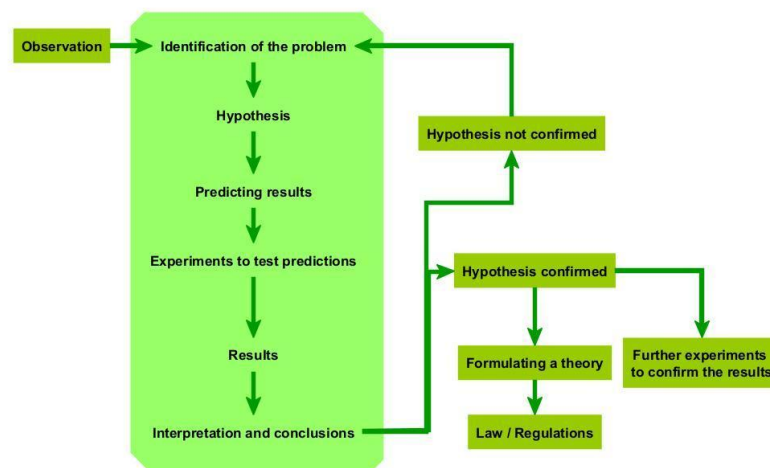 Observation
Identification of the problem
Hypothesis
Predicting results
Experiments to test predictions
Results
Interpretation and conclusions
Hypothesis not confirmed
Hypothesis confirmed
Formulating a theory
Law / Regulations
Further experiments
to confirm the results